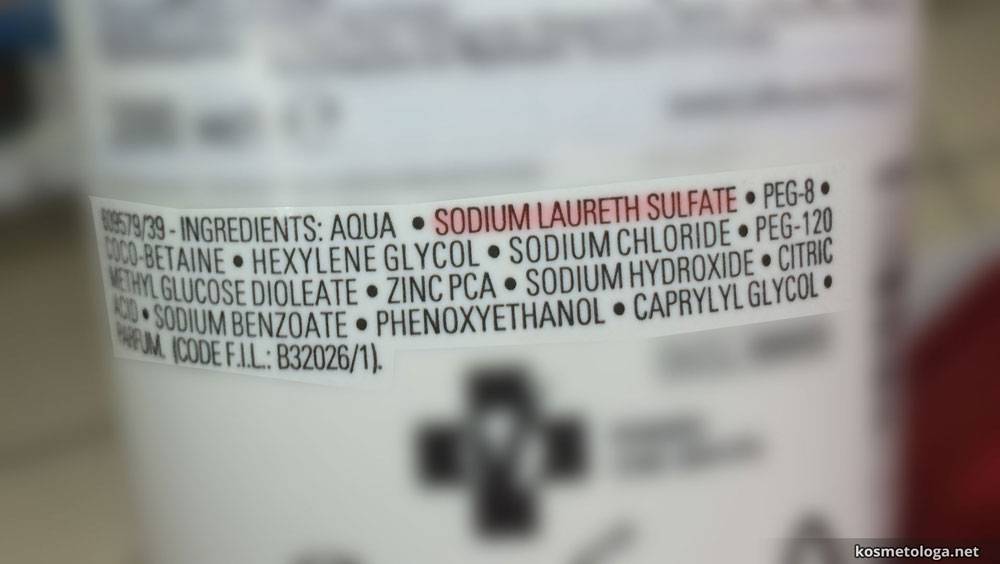 609579/39 - INGREDIENTS: AQUA • SODIUM LAURETH SULFATE • PEG-8 •
COCO-BETAINE • HEXYLENE GLYCOL • SODIUM CHLORIDE • PEG-120
METHYL GLUCOSE DIOLEATE • ZINC PCA • SODIUM HYDROXIDE • CITRIC
ACID • SODIUM BENZOATE • PHENOXYETHANOL • CAPRYLYL GLYCOL •
PARFUM. (CODE F.I.L.: B32026/1).
kosmetologa.net